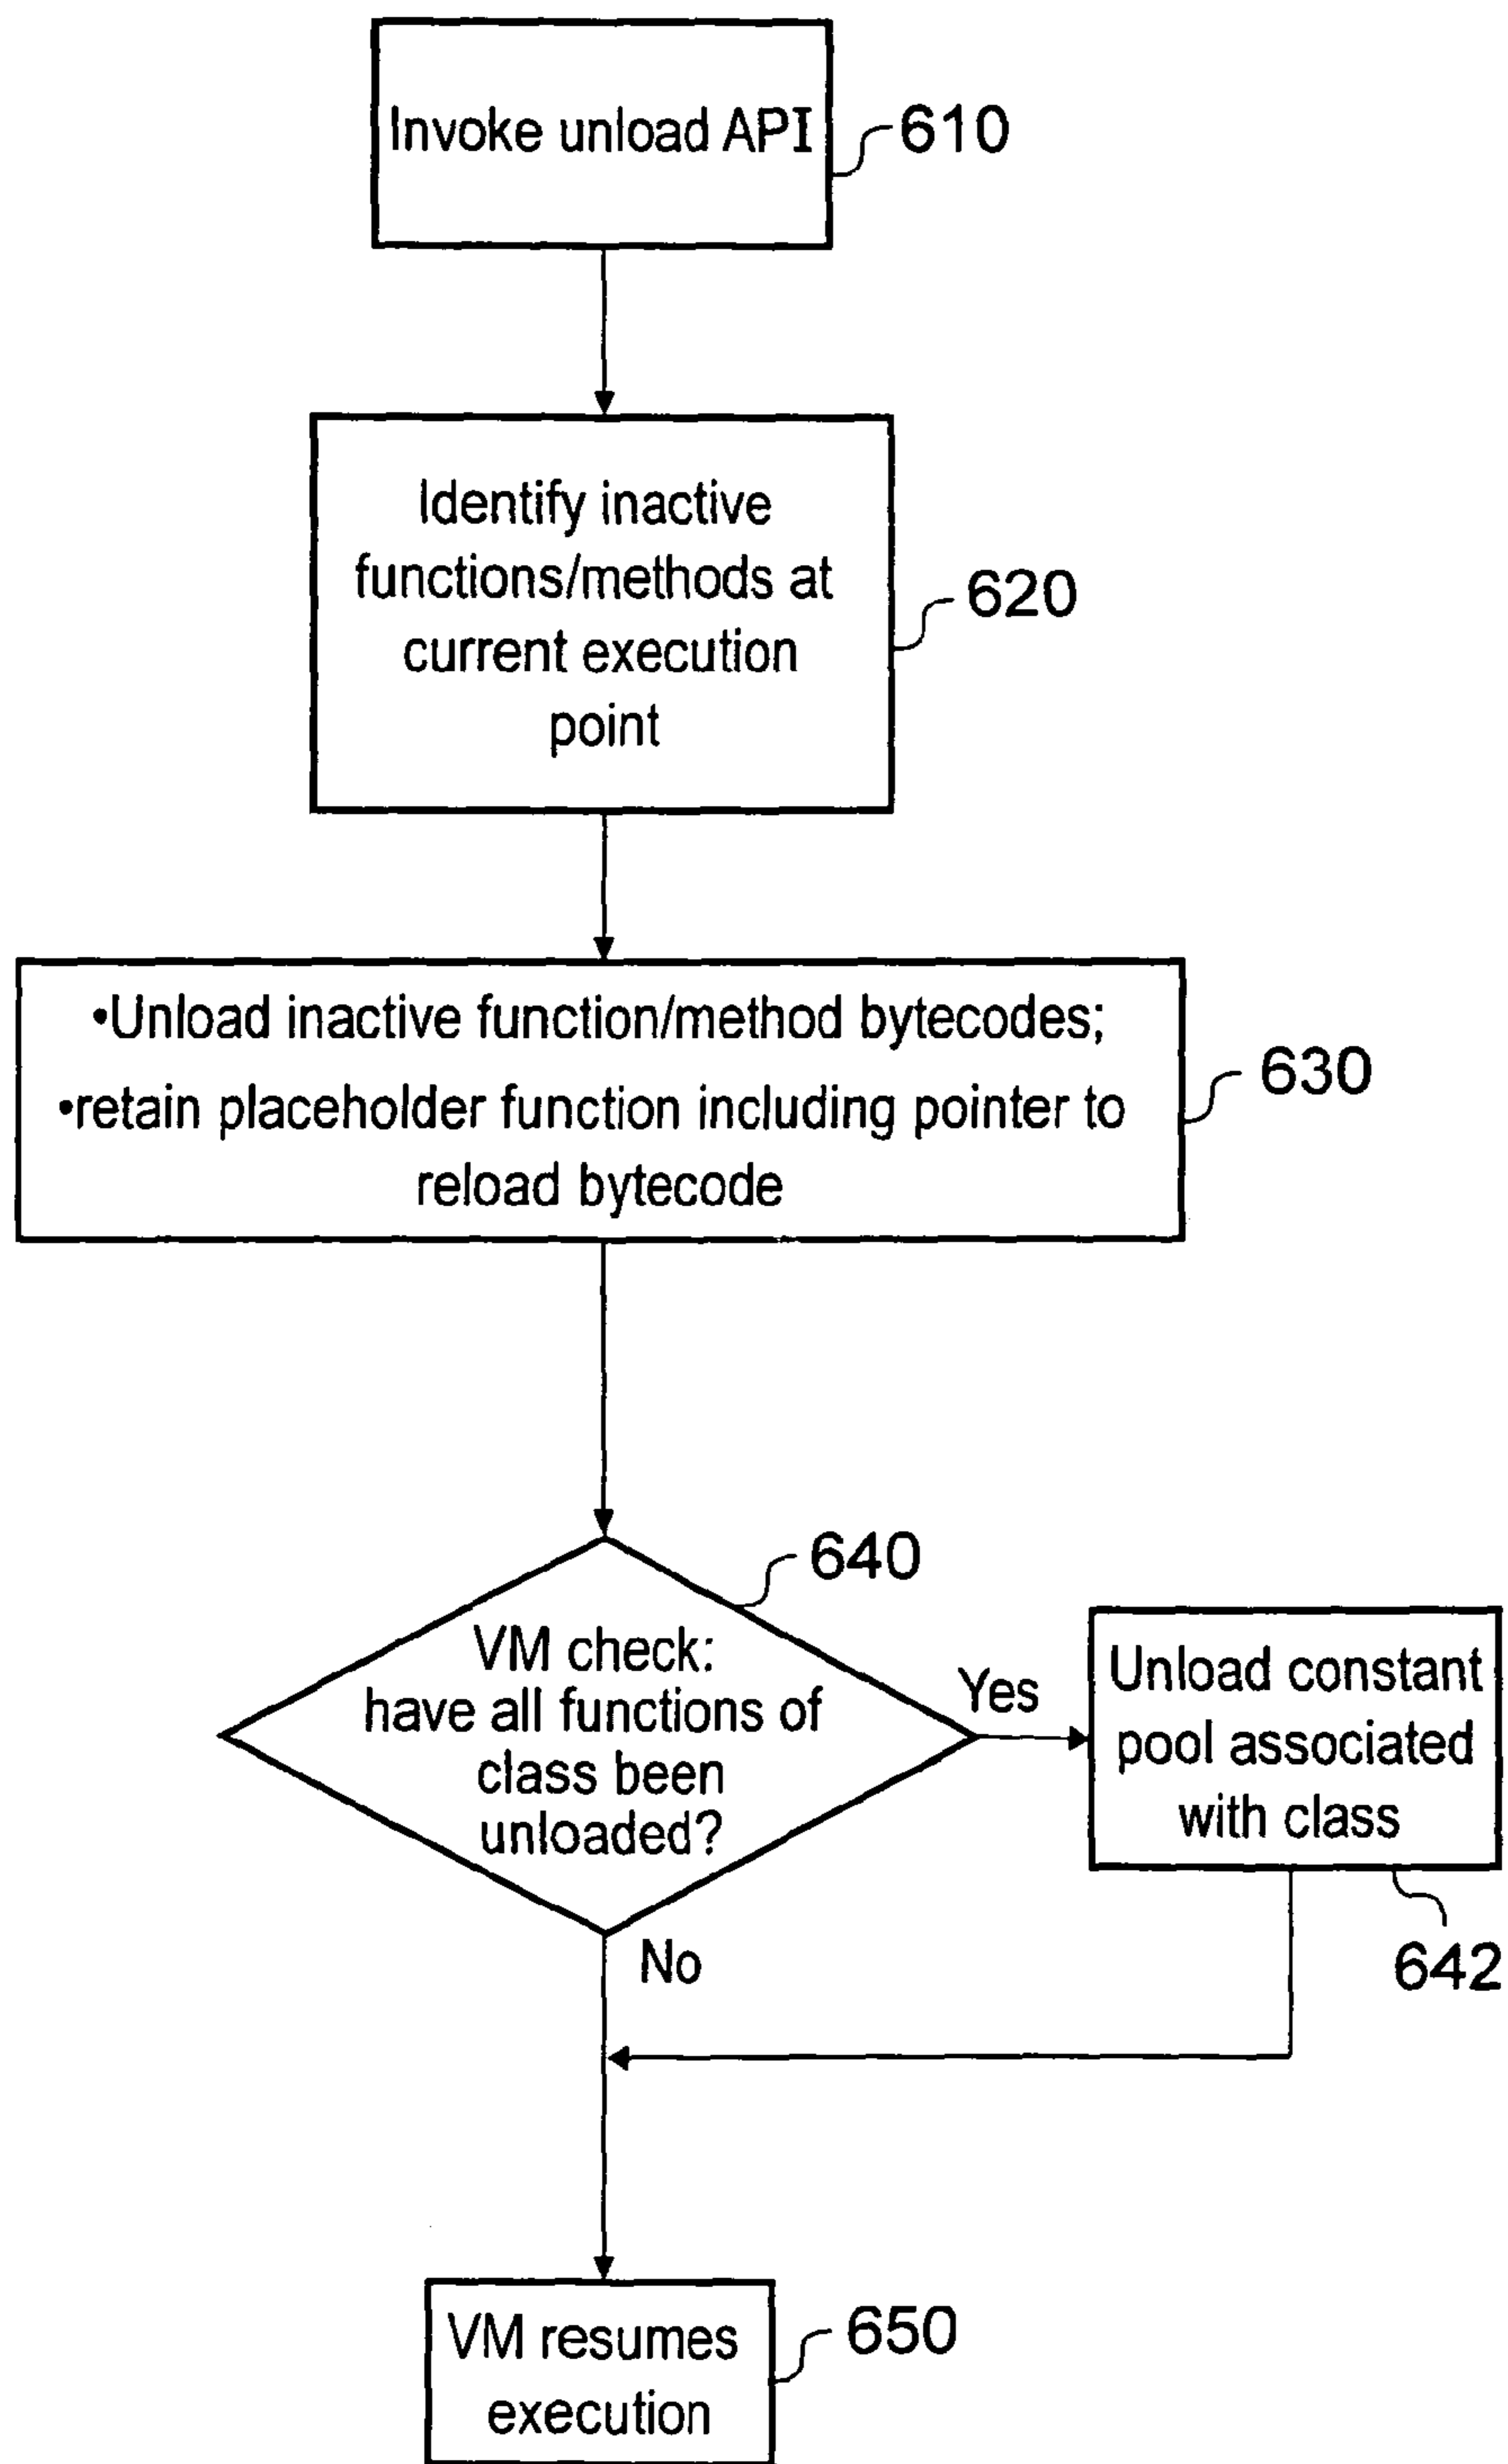 Invoke unload API
610
Identify inactive
functions/methods at
current execution
point
620
•Unload inactive function/method bytecodes;
•retain placeholder function including pointer to
reload bytecode
630
640
VM check:
have all functions of
class been
unloaded?
Yes
Unload constant
pool associated
with class
642
No
VM resumes
execution
650